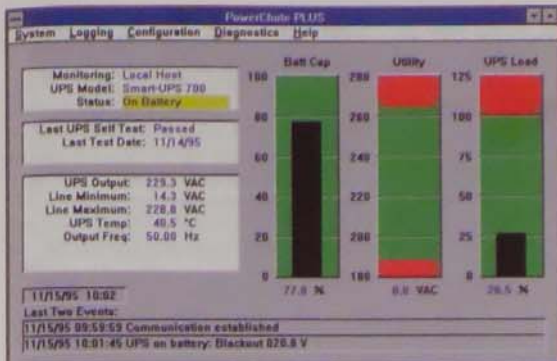 PowerChute PLUS
System Logging Configuration Diagnostics Help
Monitoring: Local Host
UPS Model: Smart-UPS 700
Status: On Battery
Last UPS Self Test: Passed
Last Test Date: 11/14/95
UPS Output: 229.3 VAC
Line Minimum: 14.3 VAC
Line Maximum: 228.8 VAC
UPS Temp: 40.5 °C
Output Freq: 50.00 Hz
Batt Cap
100
80
60
40
20
0
77.0 %
Utility
280
260
240
220
200
180
0.0 VAC
UPS Load
125
100
75
50
25
0
26.5 %
11/15/95 10:02
Last Two Events:
11/15/95 09:59:59 Communication established
11/15/95 10:01:45 UPS on battery: Blackout 020.8 V